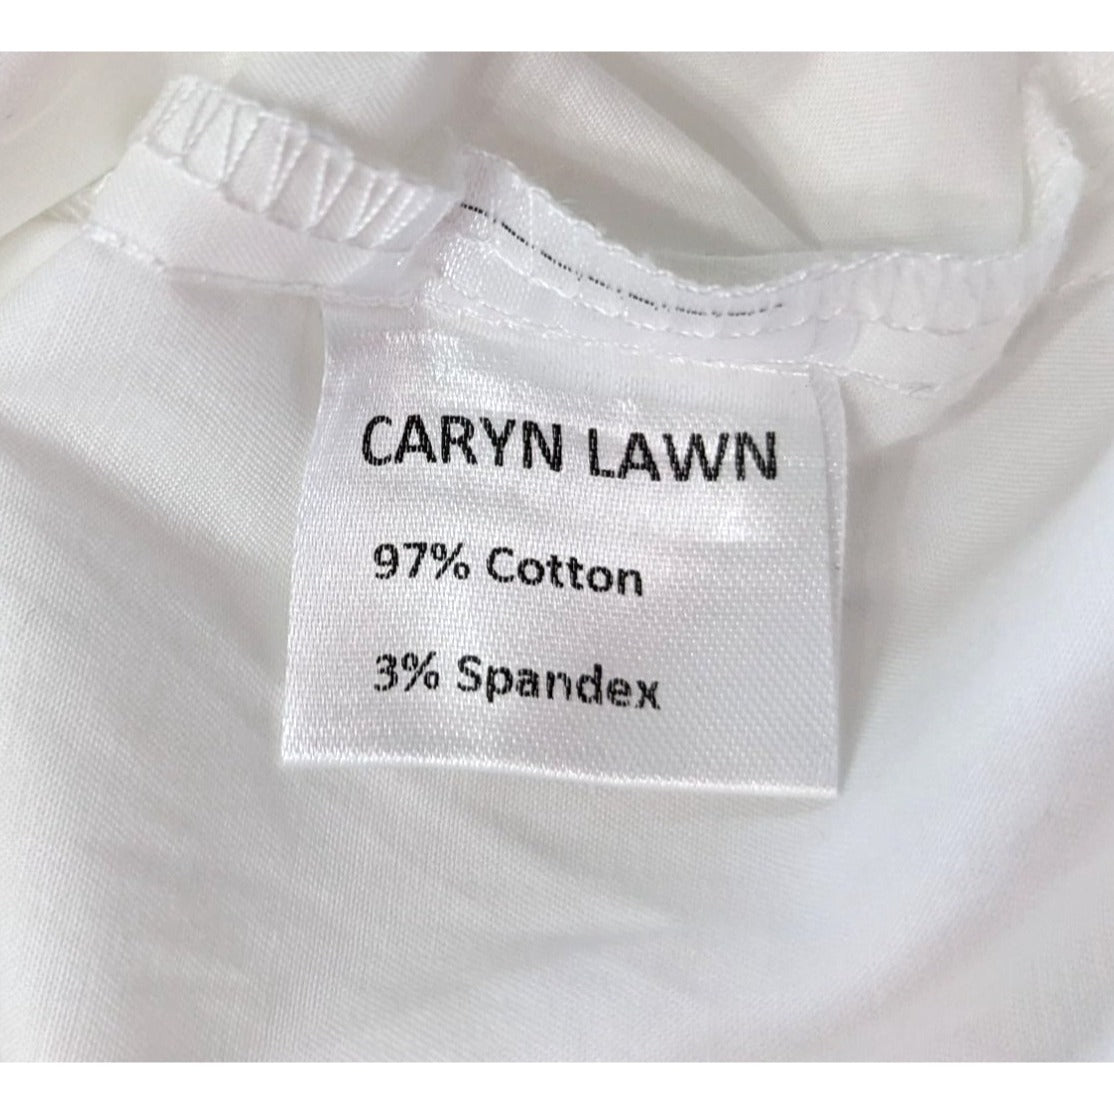 CARYN LAWN
97% Cotton
3% Spandex